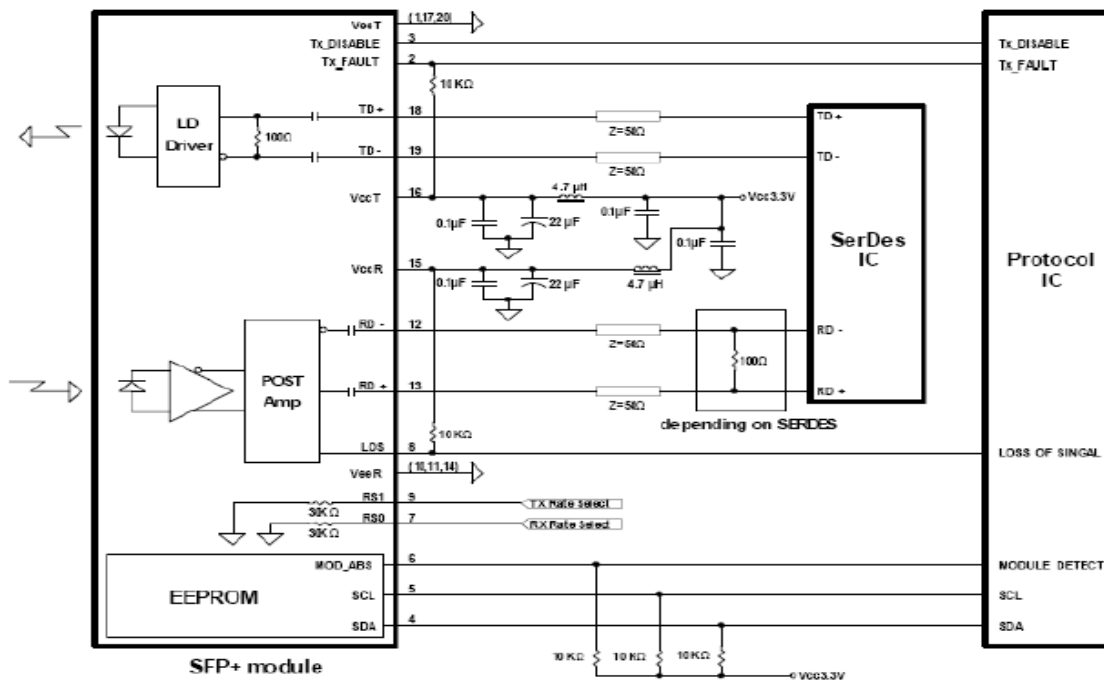 VeeT
(1,17,20)
Tx_DISABLE
3
Tx_DISABLE
Tx_FAULT
2
Tx_FAULT
10 KΩ
LD
Driver
100Ω
TD+
18
Z=50Ω
TD+
TD-
19
Z=50Ω
TD-
VccT
16
4.7 µH
Vcc3.3V
0.1µF
22 µF
0.1µF
0.1µF
SerDes
IC
Protocol
IC
VccR
15
0.1µF
22 µF
4.7 µH
RD -
12
Z=50Ω
RD -
100Ω
POST
Amp
RD +
13
Z=50Ω
RD+
depending on SERDES
10 KΩ
LOS
8
LOSS OF SINGAL
VeeR
(10,11,14)
RS1
9
TX Rate Select
30KΩ
RS0
7
RX Rate Select
30KΩ
MOD_ABS
6
MODULE DETECT
EEPROM
SCL
5
SCL
SDA
4
SDA
10 KΩ
10 KΩ
10 KΩ
SFP+ module
Vcc3.3V